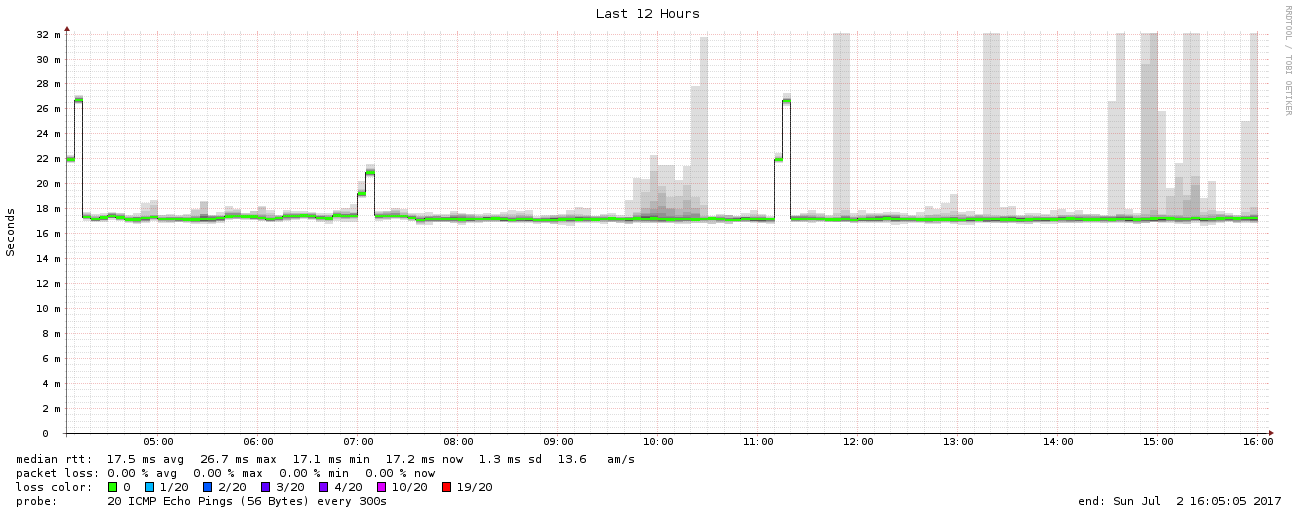 Last 12 Hours
RRDTOOL / TOBI OETIKER
Seconds
32 m
30 m
28 m
26 m
24 m
22 m
20 m
18 m
16 m
14 m
12 m
10 m
8 m
6 m
4 m
2 m
0
05:00 06:00 07:00 08:00 09:00 10:00 11:00 12:00 13:00 14:00 15:00 16:00
median rtt: 17.5 ms avg 26.7 ms max 17.1 ms min 17.2 ms now 1.3 ms sd 13.6 am/s
packet loss: 0.00 % avg 0.00 % max 0.00 % min 0.00 % now
loss color: 0 1/20 2/20 3/20 4/20 10/20 19/20
probe: 20 ICMP Echo Pings (56 Bytes) every 300s end: Sun Jul 2 16:05:05 2017